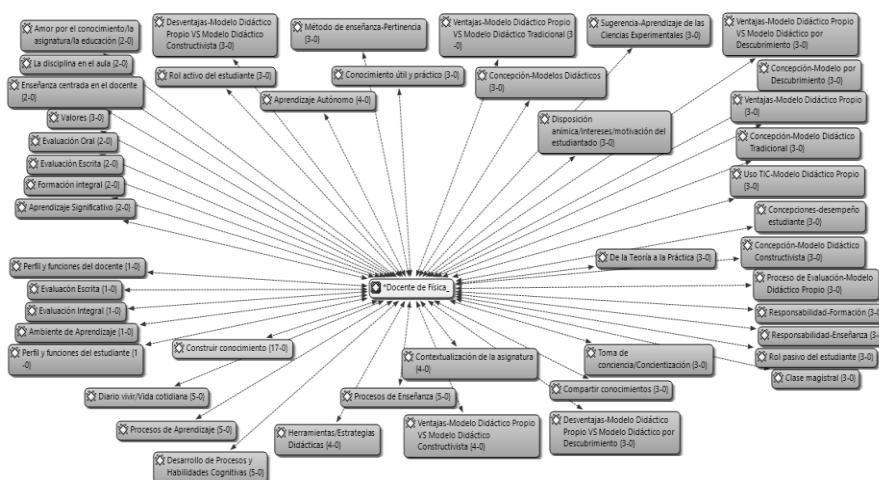 Amor por el conocimiento/la
asignatura/la educación {2-0}
La disciplina en el aula {2-0}
Enseñanza centrada en el docente
{2-0}
Valores {3-0}
Evaluación Oral {2-0}
Evaluación Escrita {2-0}
Formación integral {2-0}
Aprendizaje Significativo {2-0}
Desventajas-Modelo Didáctico
Propio VS Modelo Didáctico
Constructivista {3-0}
Rol activo del estudiante {3-0}
Aprendizaje Autónomo {4-0}
Método de enseñanza-Pertinencia
{3-0}
Conocimiento útil y práctico {3-0}
Ventajas-Modelo Didáctico Propio
VS Modelo Didáctico Tradicional {3
-0}
Concepción-Modelos Didácticos
{3-0}
Sugerencia-Aprendizaje de las
Ciencias Experimentales {3-0}
Disposición
anímica/intereses/motivación del
estudiantado {3-0}
Ventajas-Modelo Didáctico Propio
VS Modelo Didáctico por
Descubrimiento {3-0}
Concepción-Modelo por
Descubrimiento {3-0}
Ventajas-Modelo Didáctico Propio
{3-0}
Concepción-Modelo Didáctico
Tradicional {3-0}
Uso TIC-Modelo Didáctico Propio
{3-0}
Concepciones-desempeño
estudiante {3-0}
De la Teoría a la Práctica {3-0}
Concepción-Modelo Didáctico
Constructivista {3-0}
Proceso de Evaluación-Modelo
Didáctico Propio {3-0}
Responsabilidad-Formación {3-0
Responsabilidad-Enseñanza {3-
Rol pasivo del estudiante {3-0}
Clase magistral {3-0}
*Docente de Física_
Perfil y funciones del docente {1-0}
Evaluacón Escrita {1-0}
Evaluación Integral {1-0}
Ambiente de Aprendizaje {1-0}
Perfil y funciones del estudiante {1
-0}
Construir conocimiento {17-0}
Diario vivir/Vida cotidiana {5-0}
Procesos de Aprendizaje {5-0}
Desarrollo de Procesos y
Habilidades Cognitivas {5-0}
Herramientas/Estrategias
Didácticas {4-0}
Procesos de Enseñanza {5-0}
Contextualización de la asignatura
{4-0}
Ventajas-Modelo Didáctico Propio
VS Modelo Didáctico
Constructivista {4-0}
Toma de
conciencia/Concientización {3-0}
Compartir conocimientos {3-0}
Desventajas-Modelo Didáctico
Propio VS Modelo Didáctico por
Descubrimiento {3-0}